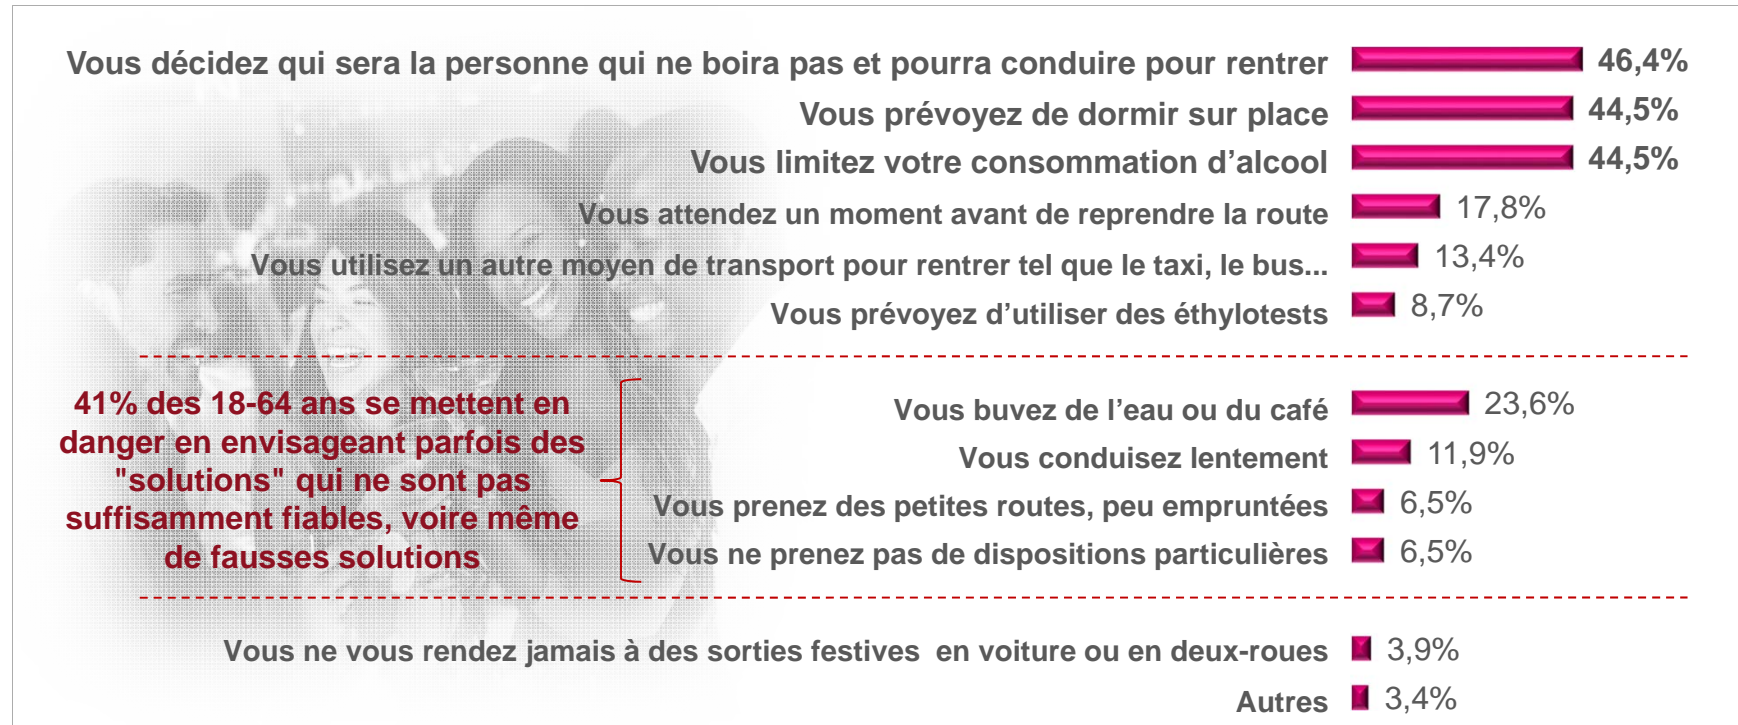 Vous décidez qui sera la personne qui ne boira pas et pourra conduire pour rentrer 46,4%
Vous prévoyez de dormir sur place 44,5%
Vous limitez votre consommation d’alcool 44,5%
Vous attendez un moment avant de reprendre la route 17,8%
Vous utilisez un autre moyen de transport pour rentrer tel que le taxi, le bus... 13,4%
Vous prévoyez d’utiliser des éthylotests 8,7%
41% des 18-64 ans se mettent en
danger en envisageant parfois des
"solutions" qui ne sont pas
suffisamment fiables, voire même
de fausses solutions
Vous buvez de l’eau ou du café 23,6%
Vous conduisez lentement 11,9%
Vous prenez des petites routes, peu empruntées 6,5%
Vous ne prenez pas de dispositions particulières 6,5%
Vous ne vous rendez jamais à des sorties festives  en voiture ou en deux-roues 3,9%
Autres 3,4%